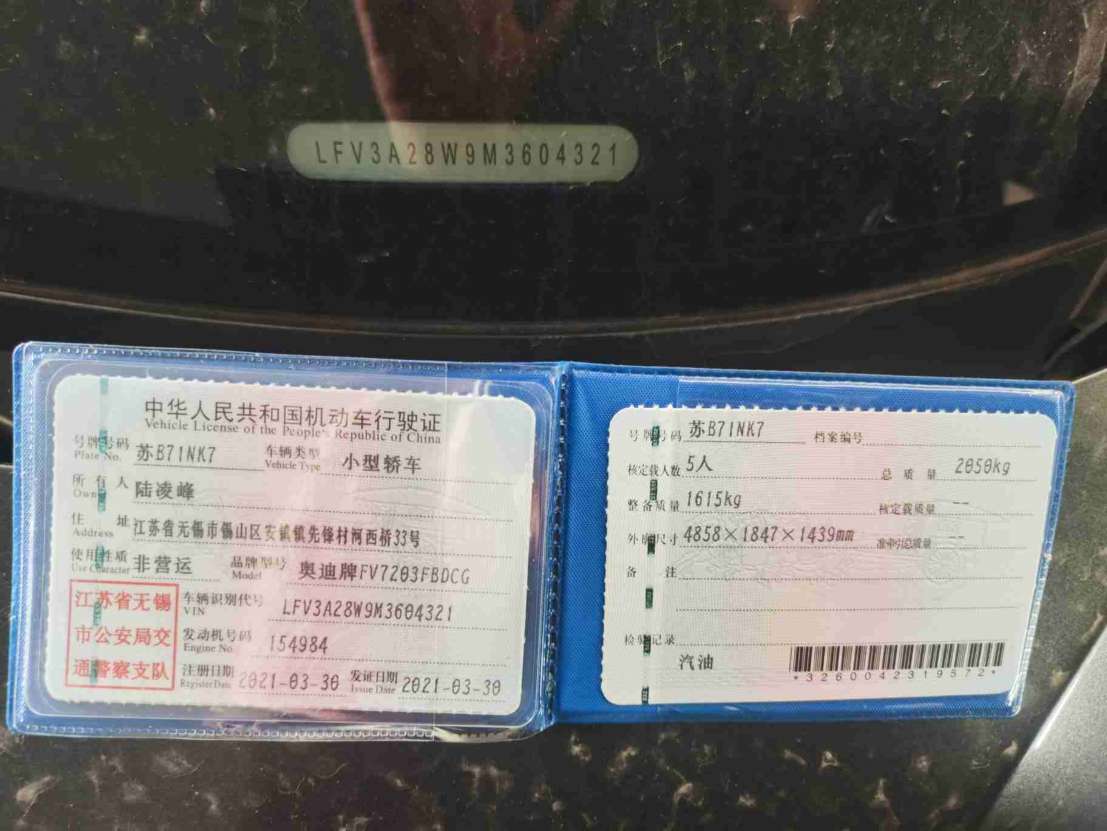 LFV3A28W9M3604321
中华人民共和国机动车行驶证
Vehicle License of the People's Republic of China
号牌号码 苏B71NK7 车辆类型 小型轿车
Plate No. Vehicle Type
所有人 陆凌峰
Owner
住址 江苏省无锡市锡山区安镇镇先锋村河西桥33号
Address
使用性质 非营运 品牌型号 奥迪牌FV7203FBDCG
Use Character Model
江苏省无锡
市公安局交
通警察支队
车辆识别代号 LFV3A28W9M3604321
VIN
发动机号码 154984
Engine No.
注册日期 2021-03-30 发证日期 2021-03-30
Register Date Issue Date
号牌号码 苏B71NK7 档案编号
核定载人数 5人 总质量 2050kg
整备质量 1615kg 核定载质量 --
外廓尺寸 4858×1847×1439mm 准牵引总质量 --
备注
检验记录
汽油
*3260042319572*